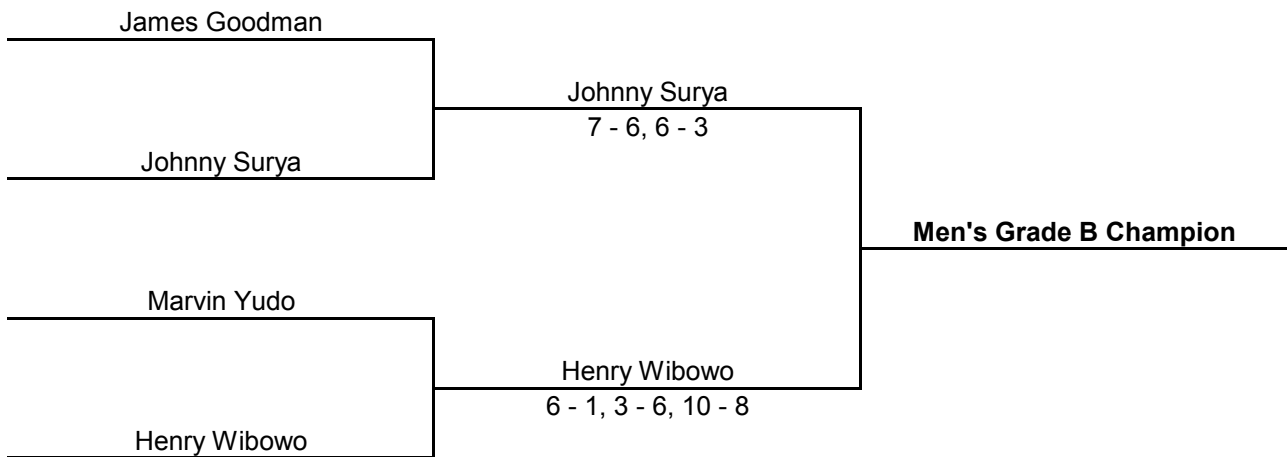 James Goodman
Johnny Surya
7 - 6, 6 - 3
Johnny Surya
Men's Grade B Champion
Marvin Yudo
Henry Wibowo
6 - 1, 3 - 6, 10 - 8
Henry Wibowo